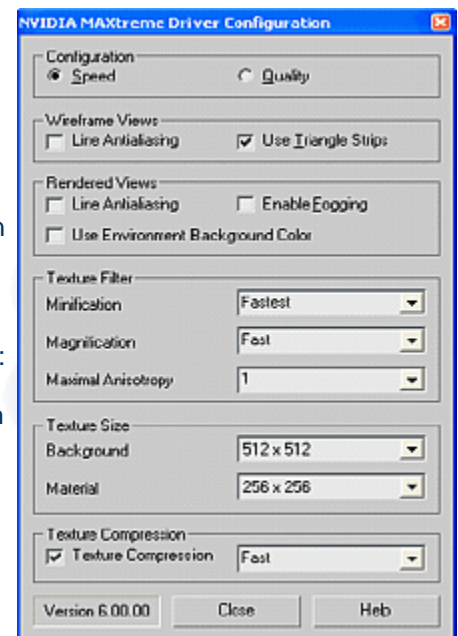 NVIDIA MAXtreme Driver Configuration
Configuration
Speed Quality
Wireframe Views
Line Antialiasing Use Triangle Strips
Rendered Views
Line Antialiasing Enable Fogging
Use Environment Background Color
Texture Filter
Minification Fastest
Magnification Fast
Maximal Anisotropy 1
Texture Size
Background 512 x 512
Material 256 x 256
Texture Compression
Texture Compression Fast
Version 6.00.00 Close Help